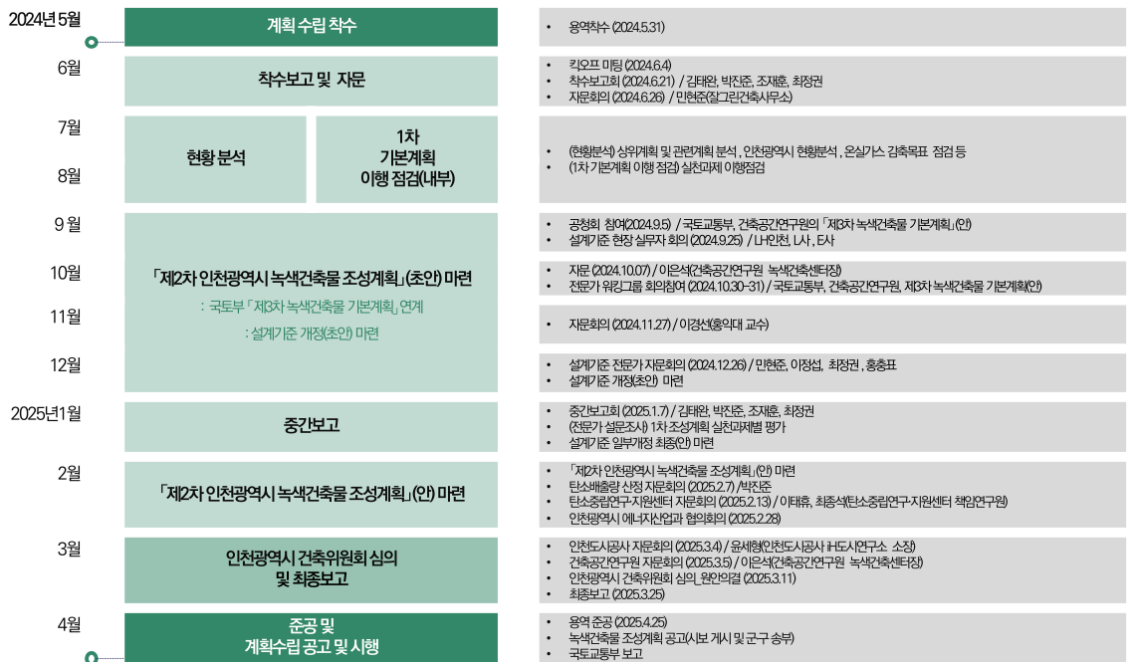 2024년 5월
계획 수립 착수
• 용역착수 (2024.5.31)
6월
착수보고 및 자문
• 킥오프 미팅 (2024.6.4)
• 착수보고회 (2024.6.21) / 김태완, 박진준, 조재훈, 최정권
• 자문회의 (2024.6.26) / 민현준(잘그린건축사무소)
7월
8월
현황 분석
1차
기본계획
이행 점검(내부)
• (현황분석) 상위계획 및 관련계획 분석 , 인천광역시 현황분석 , 온실가스 감축목표 점검 등
• (1차 기본계획 이행 점검) 실천과제 이행점검
9월
10월
11월
12월
「제2차 인천광역시 녹색건축물 조성계획」(초안) 마련
: 국토부 「제3차 녹색건축물 기본계획」 연계
: 설계기준 개정(초안) 마련
• 공청회 참여(2024.9.5) / 국토교통부, 건축공간연구원의 「제3차 녹색건축물 기본계획」(안)
• 설계기준 현장 실무자 회의 (2024.9.25) / LH인천, L사 , E사
• 자문 (2024.10.07) / 이은석(건축공간연구원 녹색건축센터장)
• 전문가 워킹그룹 회의참여 (2024.10.30-31) / 국토교통부, 건축공간연구원, 제3차 녹색건축물 기본계획(안)
• 자문회의 (2024.11.27) / 이경선(홍익대 교수)
• 설계기준 전문가 자문회의 (2024.12.26) / 민현준, 이정섭, 최정권 , 홍충표
• 설계기준 개정(초안) 마련
2025년1월
중간보고
• 중간보고회 (2025.1.7) / 김태완, 박진준, 조재훈, 최정권
• (전문가 설문조사) 1차 조성계획 실천과제별 평가
• 설계기준 일부개정 최종(안) 마련
2월
「제2차 인천광역시 녹색건축물 조성계획」(안) 마련
• 「제2차 인천광역시 녹색건축물 조성계획」(안) 마련
• 탄소배출량 산정 자문회의 (2025.2.7) /박진준
• 탄소중립연구·지원센터 자문회의 (2025.2.13) / 이태휴, 최종석(탄소중립연구·지원센터 책임연구원)
• 인천광역시 에너지산업과 협의회의 (2025.2.28)
3월
인천광역시 건축위원회 심의
및 최종보고
• 인천도시공사 자문회의 (2025.3.4) / 윤세형(인천도시공사 iH도시연구소 소장)
• 건축공간연구원 자문회의 (2025.3.5) / 이은석(건축공간연구원 녹색건축센터장)
• 인천광역시 건축위원회 심의_원안의결 (2025.3.11)
• 최종보고 (2025.3.25)
4월
준공 및
계획수립 공고 및 시행
• 용역 준공 (2025.4.25)
• 녹색건축물 조성계획 공고(시보 게시 및 군구 송부)
• 국토교통부 보고